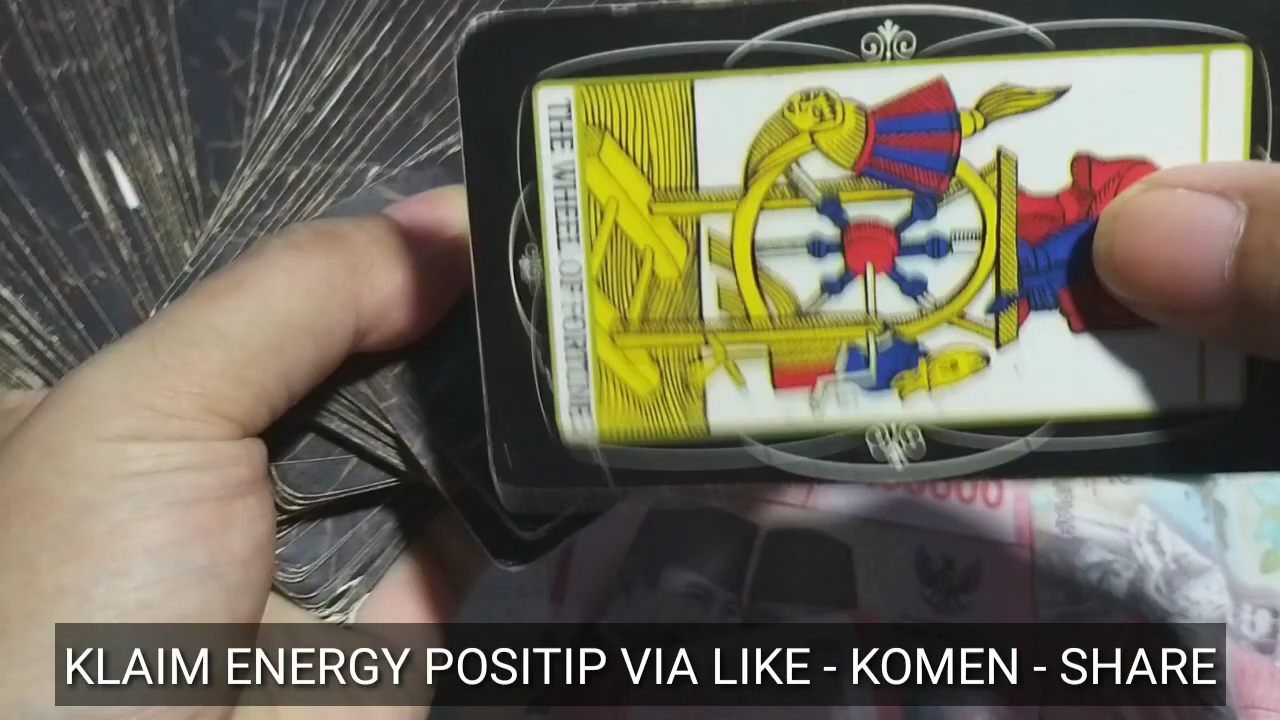 THE WHEEL OF FORTUNE
KLAIM ENERGY POSITIP VIA LIKE - KOMEN - SHARE